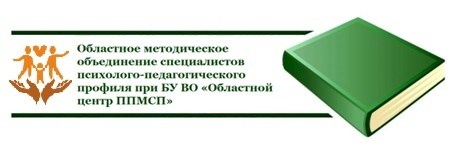 Областное методическое
объединение специалистов
психолого-педагогического
профиля при БУ ВО «Областной
центр ППМСП»